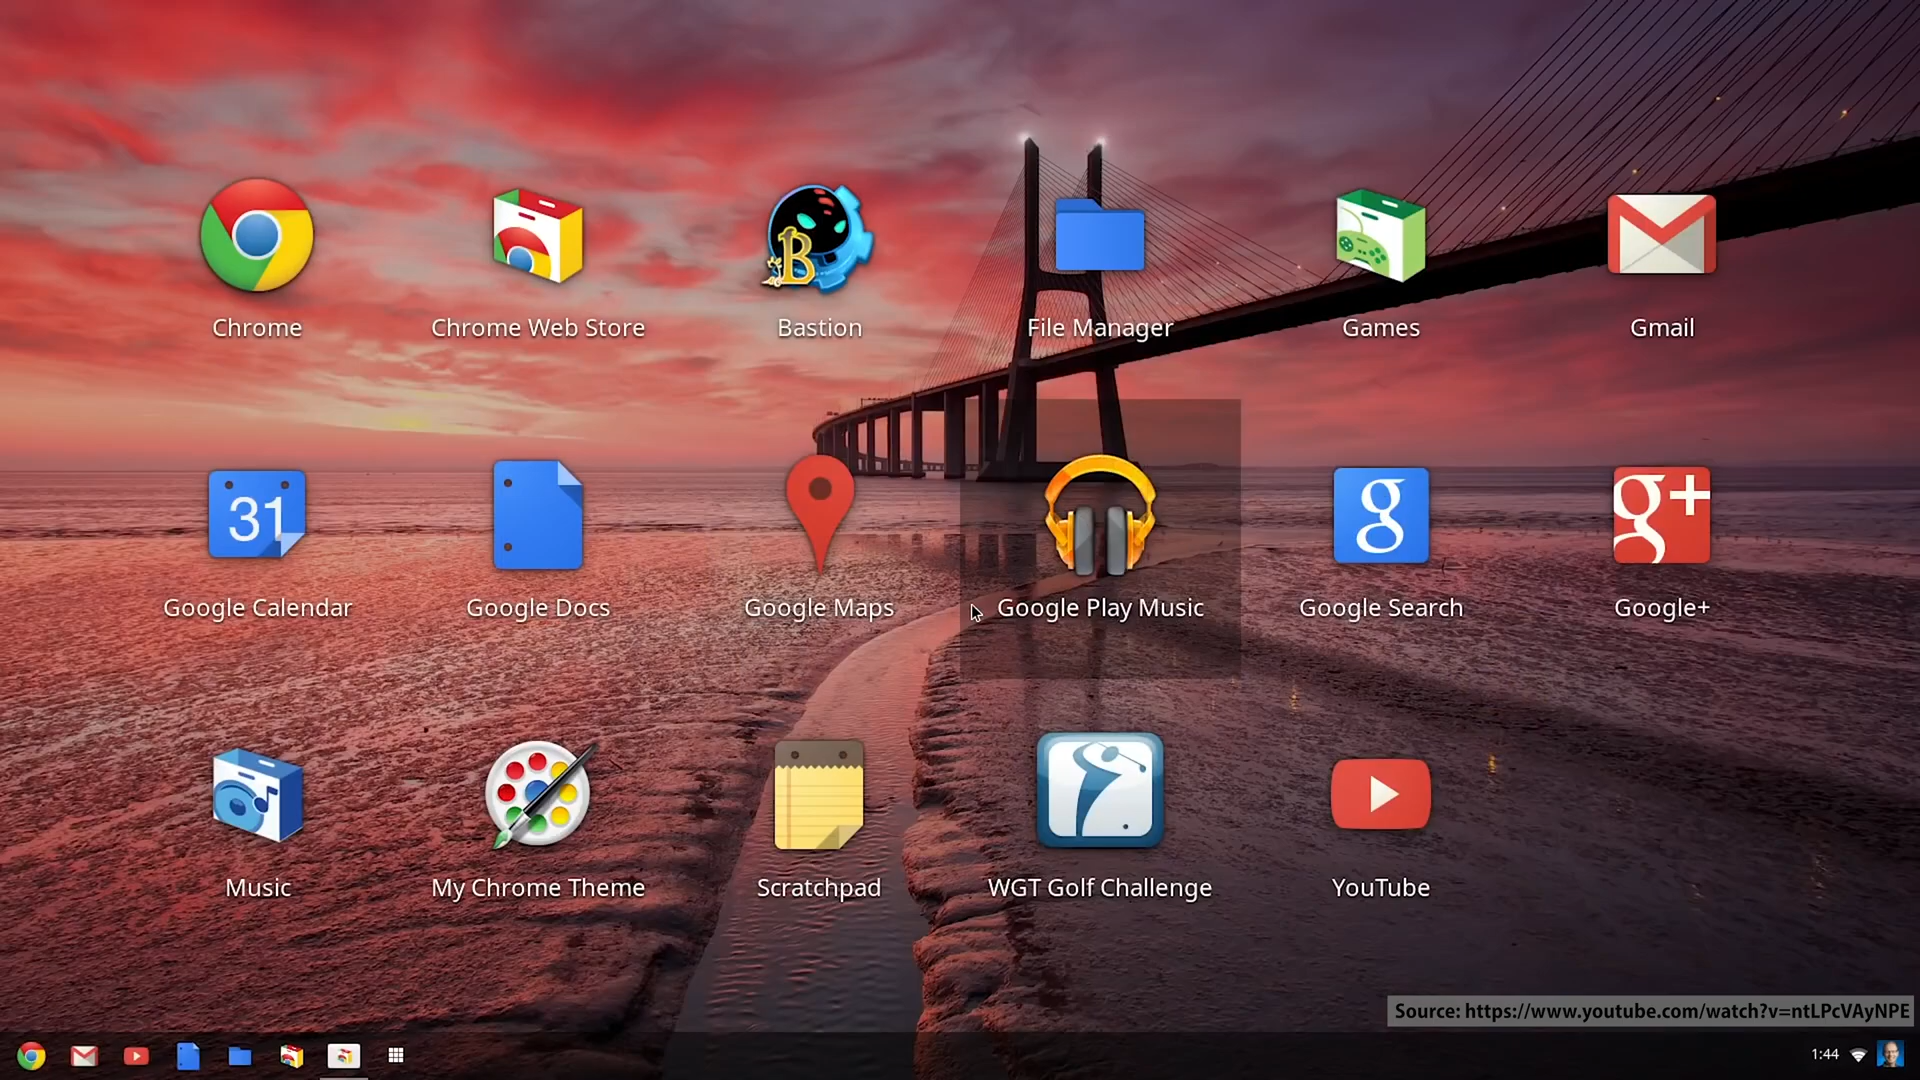 Chrome
Chrome Web Store
B
Bastion
File Manager
Games
Gmail
31
Google Calendar
Google Docs
Google Maps
Google Play Music
g
Google Search
g+
Google+
Music
My Chrome Theme
Scratchpad
WGT Golf Challenge
YouTube
Source: https://www.youtube.com/watch?v=ntLPcVAyNPE
1:44